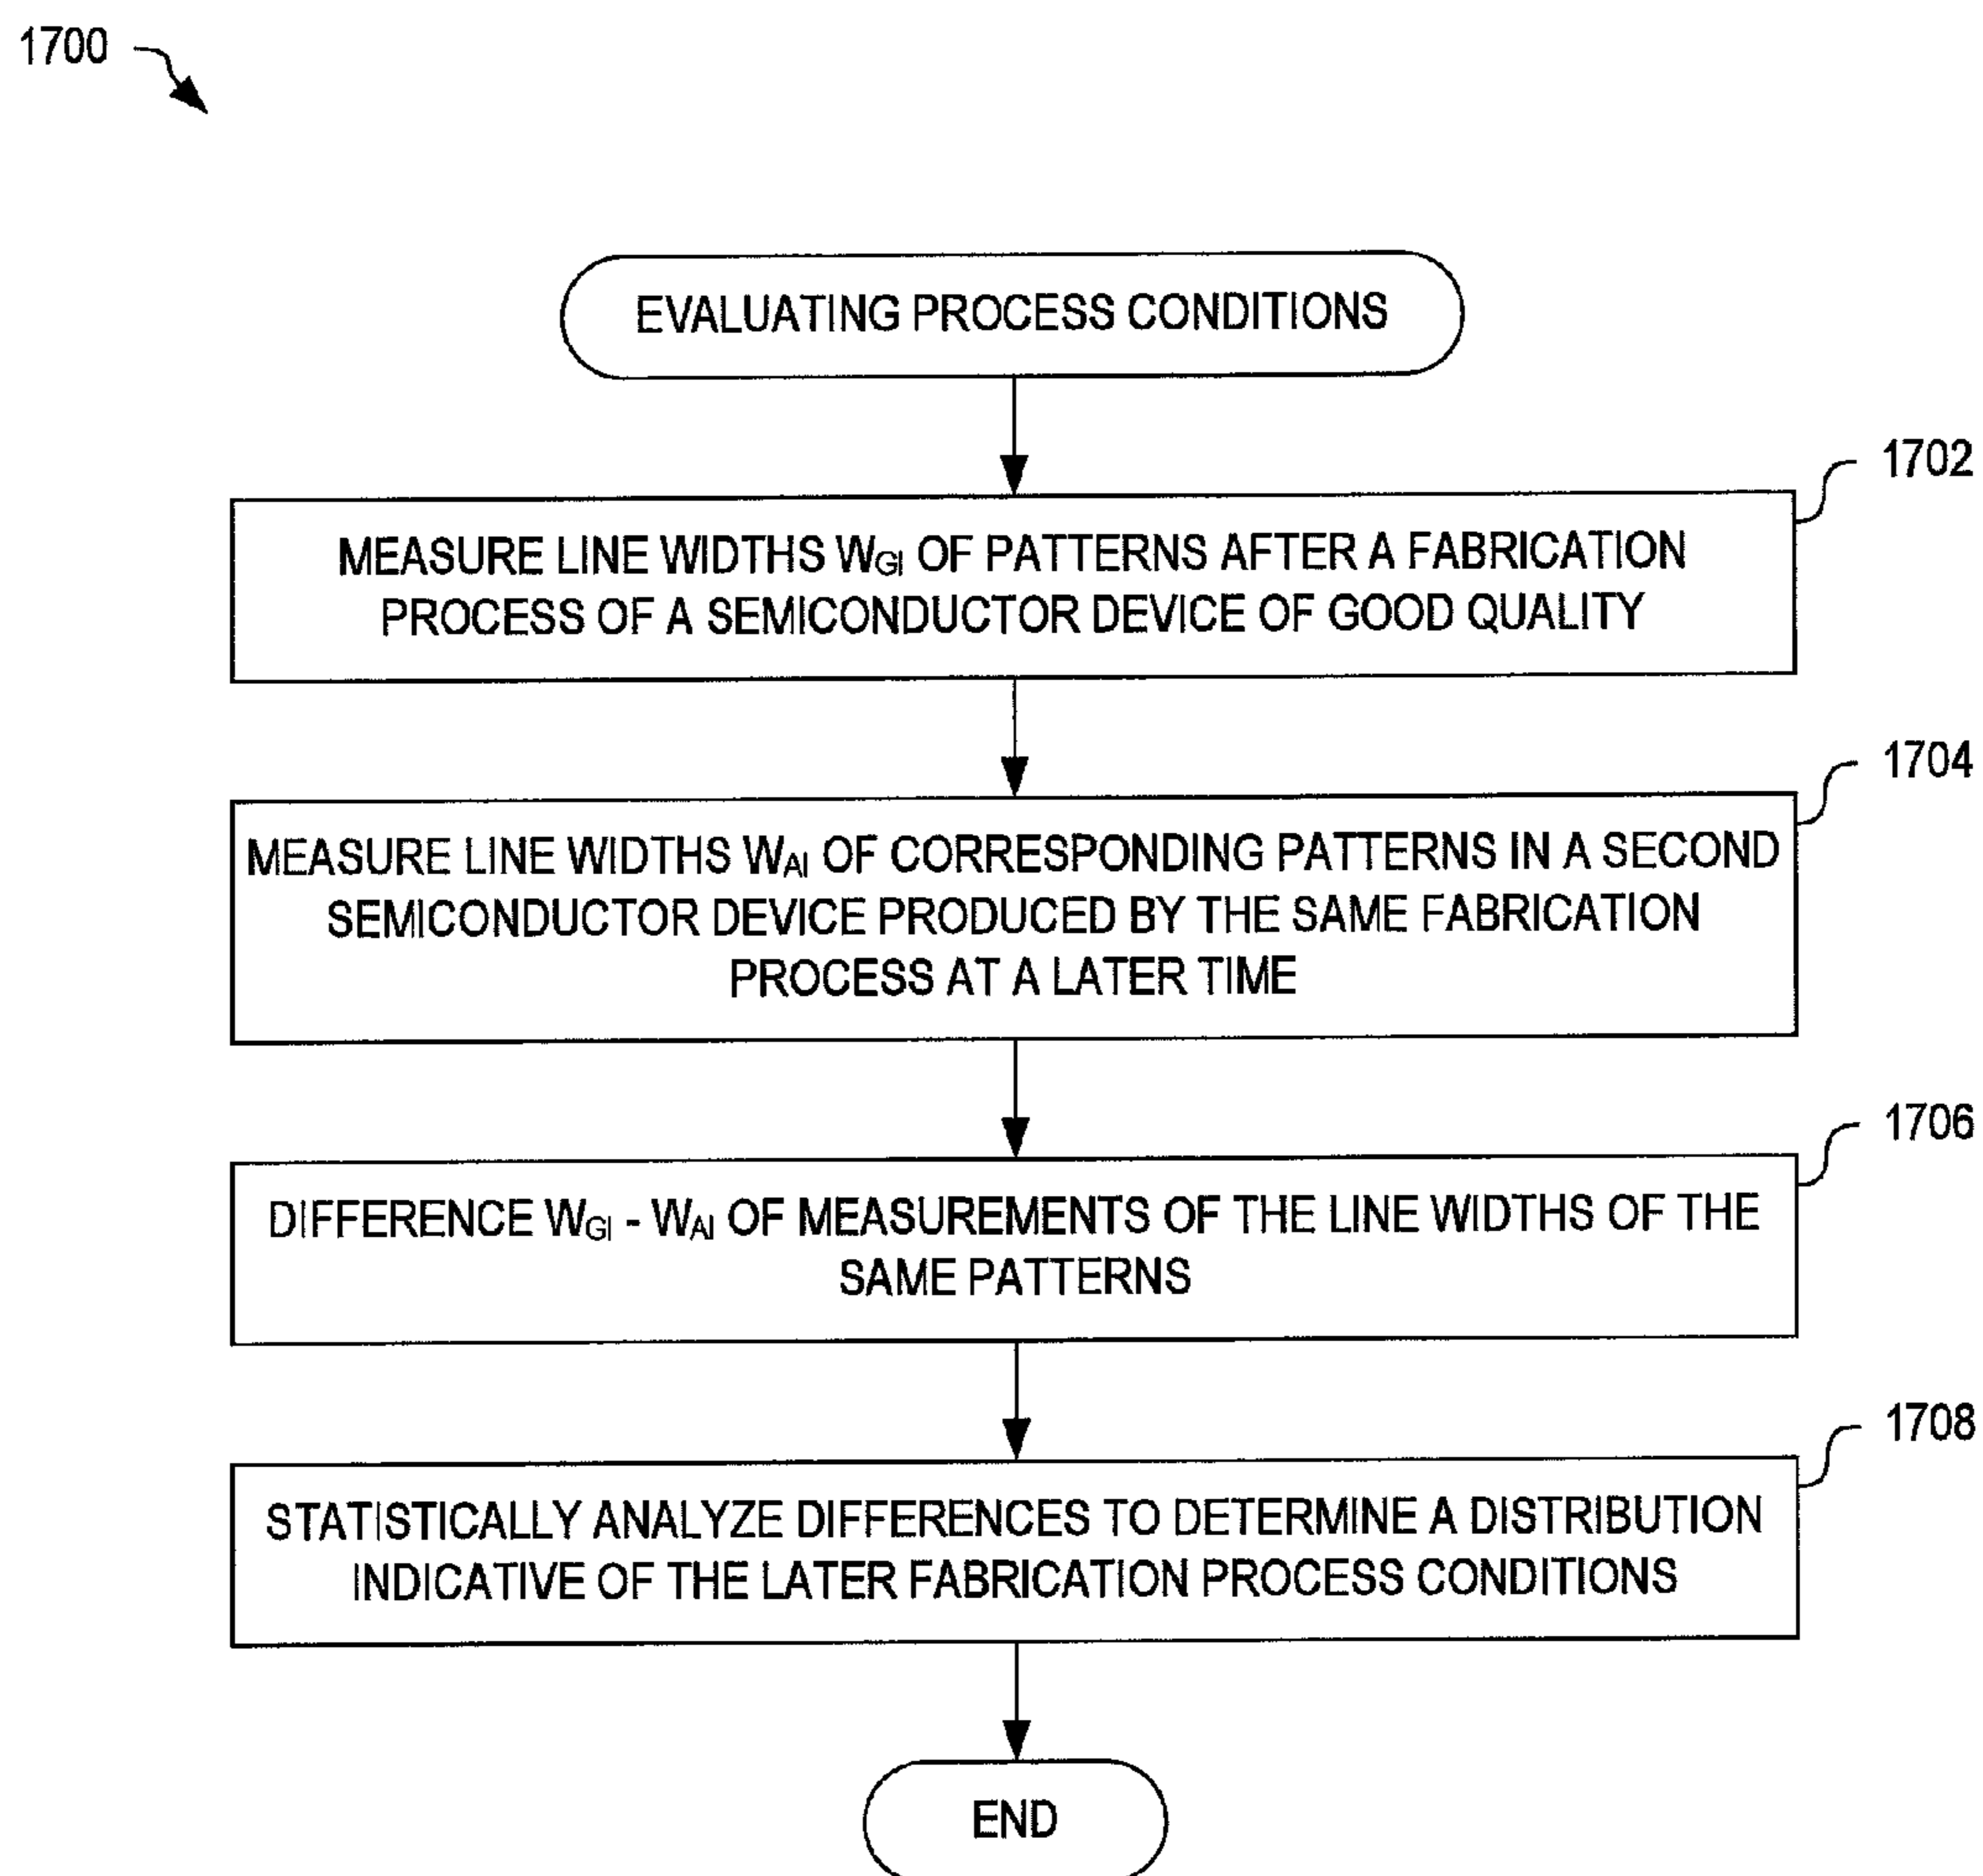 1700
EVALUATING PROCESS CONDITIONS
1702
MEASURE LINE WIDTHS WGI OF PATTERNS AFTER A FABRICATION
PROCESS OF A SEMICONDUCTOR DEVICE OF GOOD QUALITY
1704
MEASURE LINE WIDTHS WAI OF CORRESPONDING PATTERNS IN A SECOND
SEMICONDUCTOR DEVICE PRODUCED BY THE SAME FABRICATION
PROCESS AT A LATER TIME
1706
DIFFERENCE WGI - WAI OF MEASUREMENTS OF THE LINE WIDTHS OF THE
SAME PATTERNS
1708
STATISTICALLY ANALYZE DIFFERENCES TO DETERMINE A DISTRIBUTION
INDICATIVE OF THE LATER FABRICATION PROCESS CONDITIONS
END